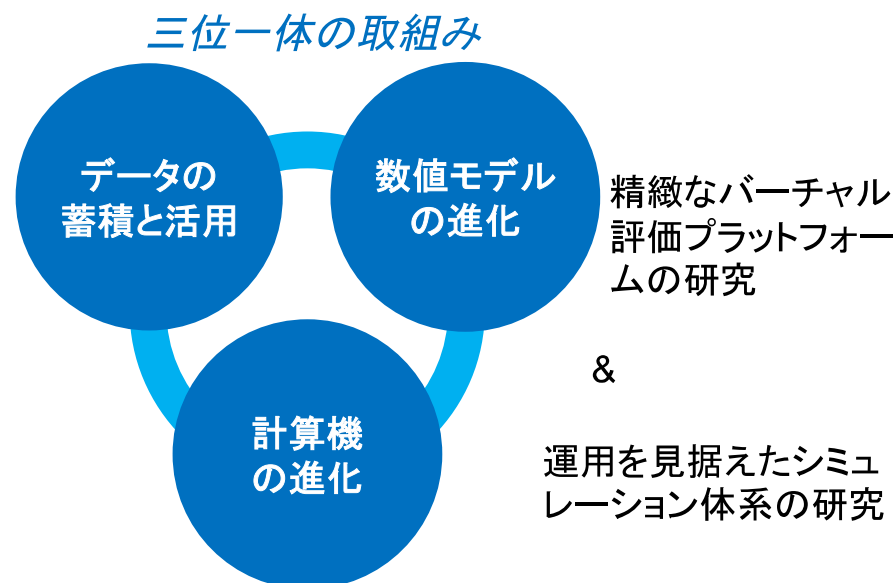 三位一体の取組み
データの
蓄積と活用
数値モデル
の進化
計算機
の進化
精緻なバーチャル
評価プラットフォー
ムの研究
&
運用を見据えたシミュ
レーション体系の研究